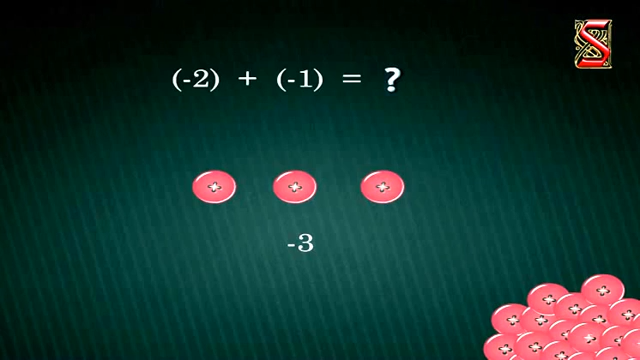 (-2) + (-1) = ?
-3
S